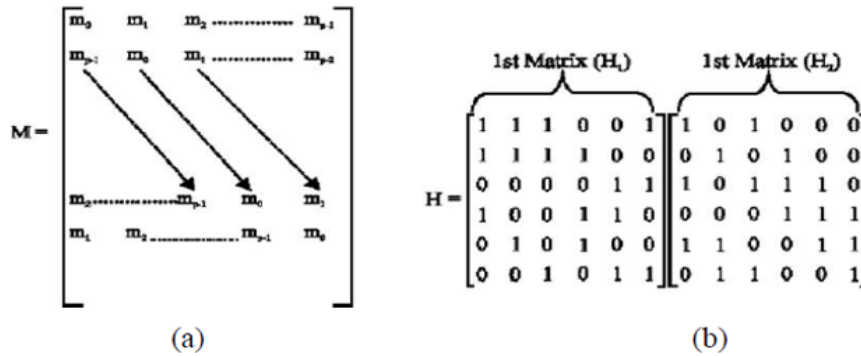 m₀ m₁ m₂ ............... mₚ₋₁
mₚ₋₁ m₀ m₁ ............... mₚ₋₂
M =
m₂ ............... mₚ₋₁ m₀ m₁
m₁ m₂ ............... mₚ₋₁ m₀
(a)
1st Matrix (H₁) 1st Matrix (H₂)
1 1 1 0 0 1 1 0 1 0 0 0
1 1 1 1 0 0 0 1 0 1 0 0
0 0 0 0 1 1 1 0 1 1 1 0
H =
1 0 0 1 1 0 0 0 0 1 1 1
0 1 0 1 0 0 1 1 0 0 1 1
0 0 1 0 1 1 0 1 1 0 0 1
(b)